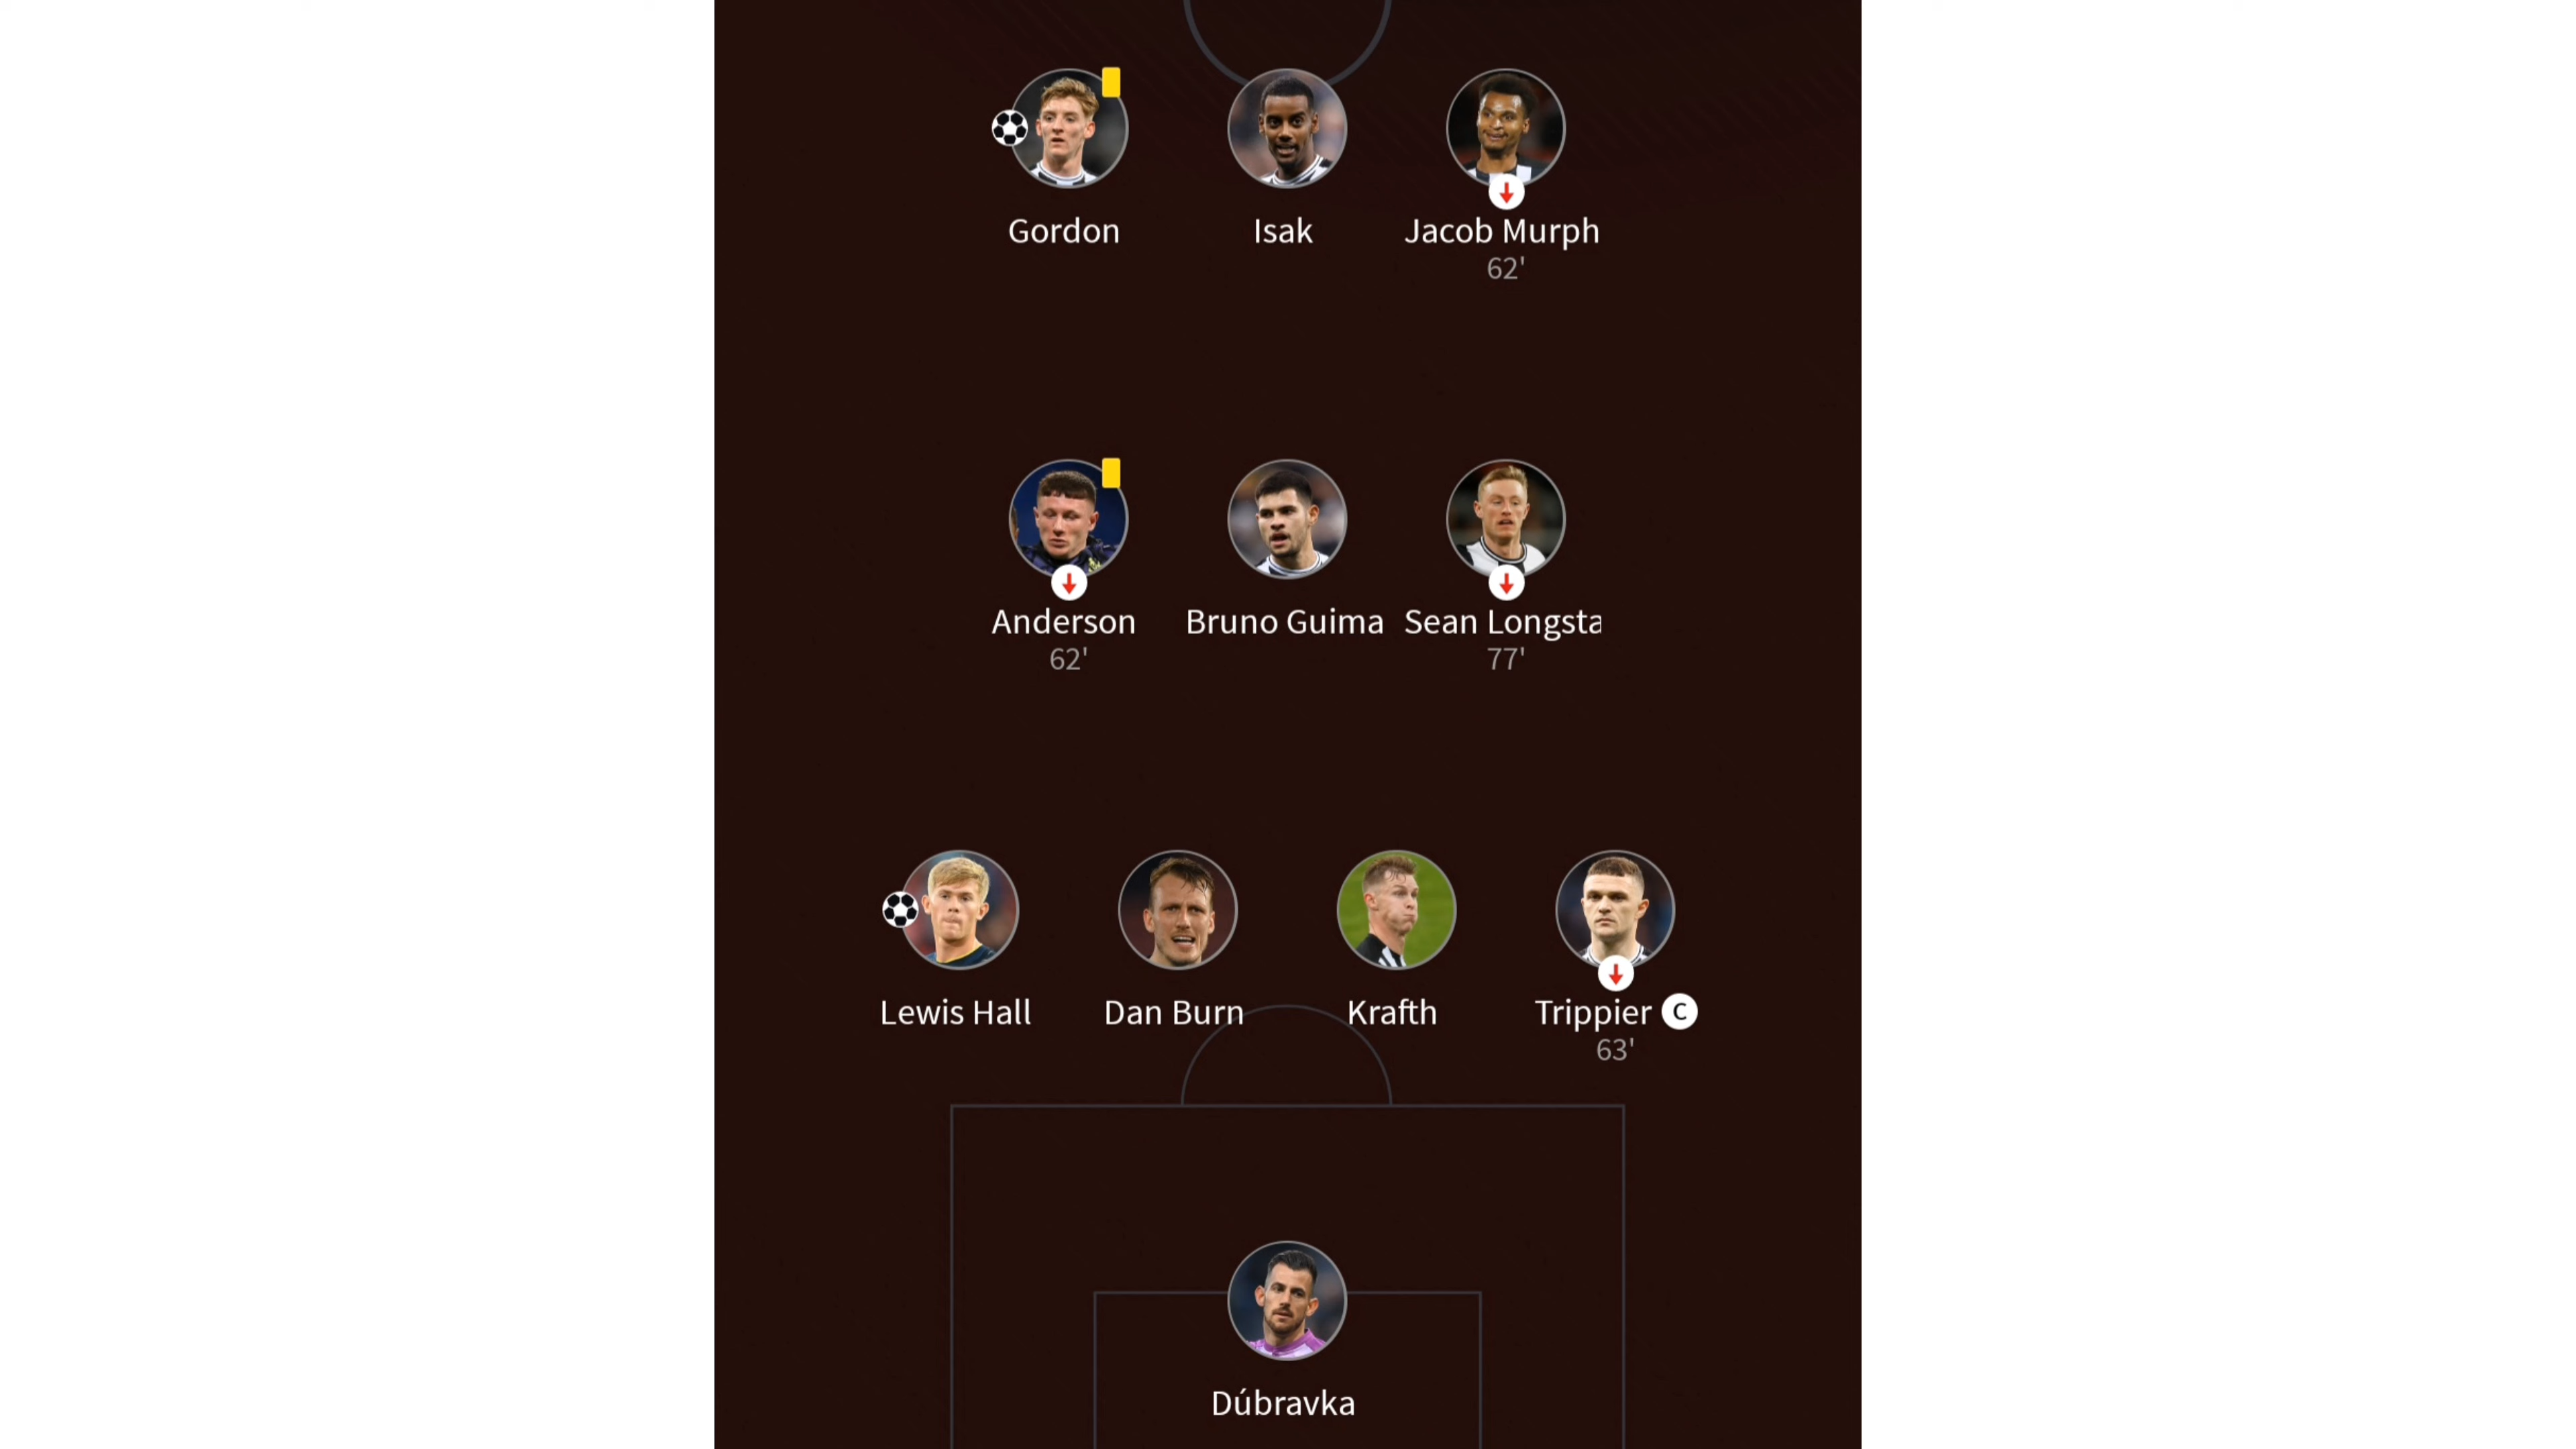 Gordon
Isak
Jacob Murph
62'
Anderson
62'
Bruno Guima
Sean Longsta
77'
Lewis Hall
Dan Burn
Krafth
Trippier C
63'
Dúbravka